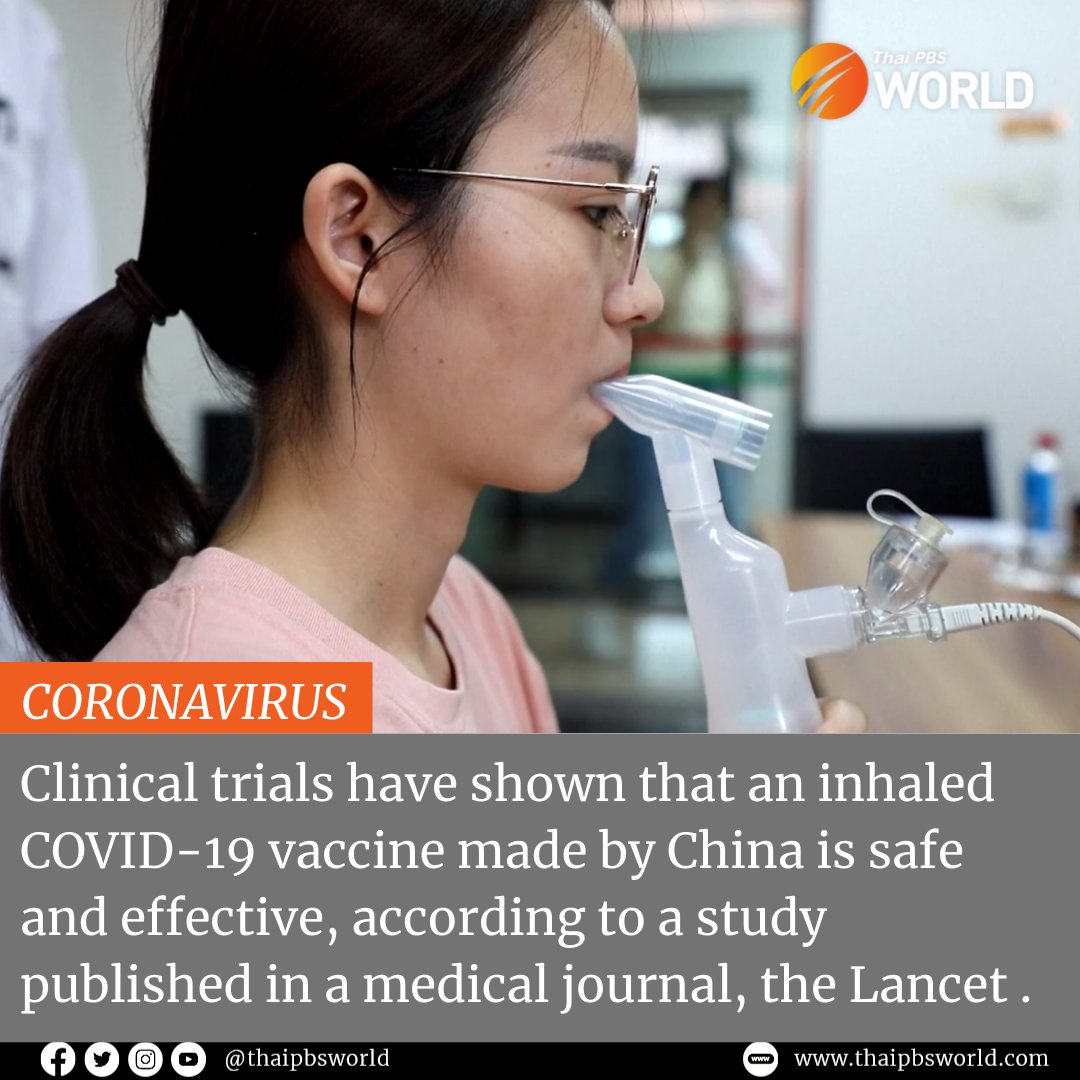 Thai PBS
WORLD
CORONAVIRUS
Clinical trials have shown that an inhaled
COVID-19 vaccine made by China is safe
and effective, according to a study
published in a medical journal, the Lancet .
@thaipbsworld
www www.thaipbsworld.com